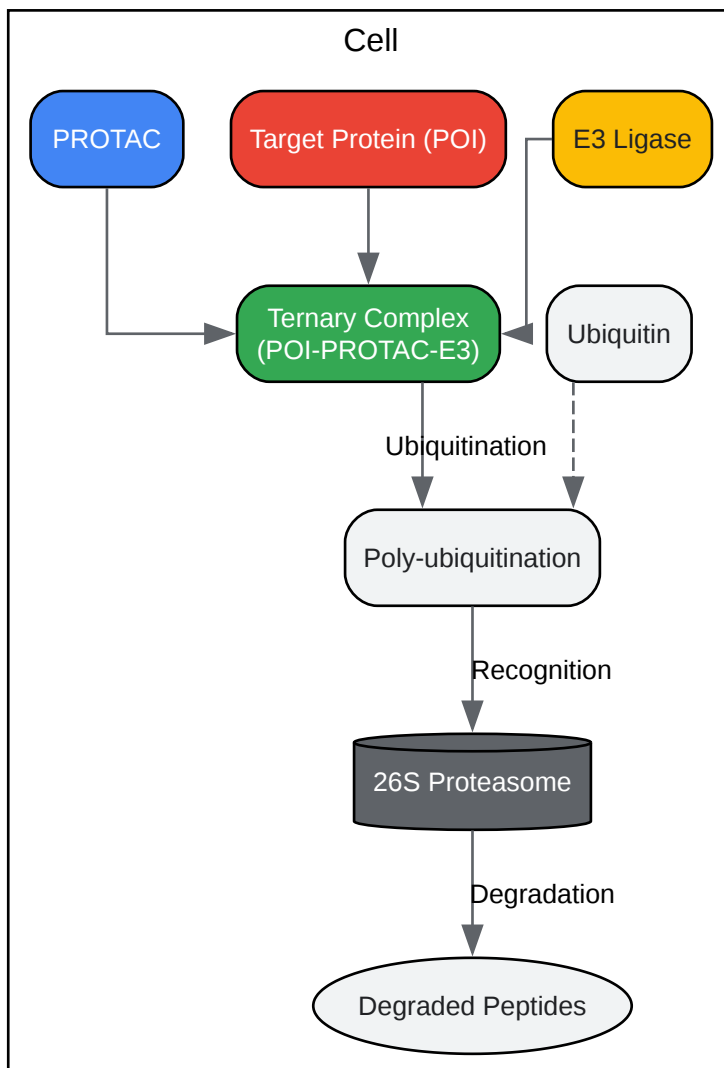 Cell
PROTAC
Target Protein (POI)
E3 Ligase
Ternary Complex
(POI-PROTAC-E3)
Ubiquitin
Ubiquitination
Poly-ubiquitination
Recognition
26S Proteasome
Degradation
Degraded Peptides